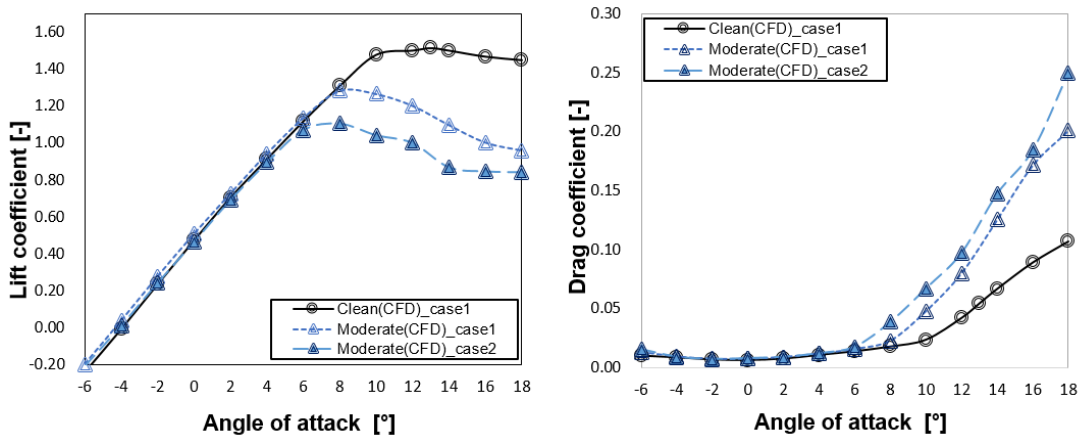 1.60
1.40
1.20
1.00
0.80
0.60
0.40
0.20
0.00
-0.20
Lift coefficient [-]
Clean(CFD)_case1
Moderate(CFD)_case1
Moderate(CFD)_case2
-6 -4 -2 0 2 4 6 8 10 12 14 16 18
Angle of attack [°]
0.30
0.25
0.20
0.15
0.10
0.05
0.00
Drag coefficient [-]
Clean(CFD)_case1
Moderate(CFD)_case1
Moderate(CFD)_case2
-6 -4 -2 0 2 4 6 8 10 12 14 16 18
Angle of attack [°]